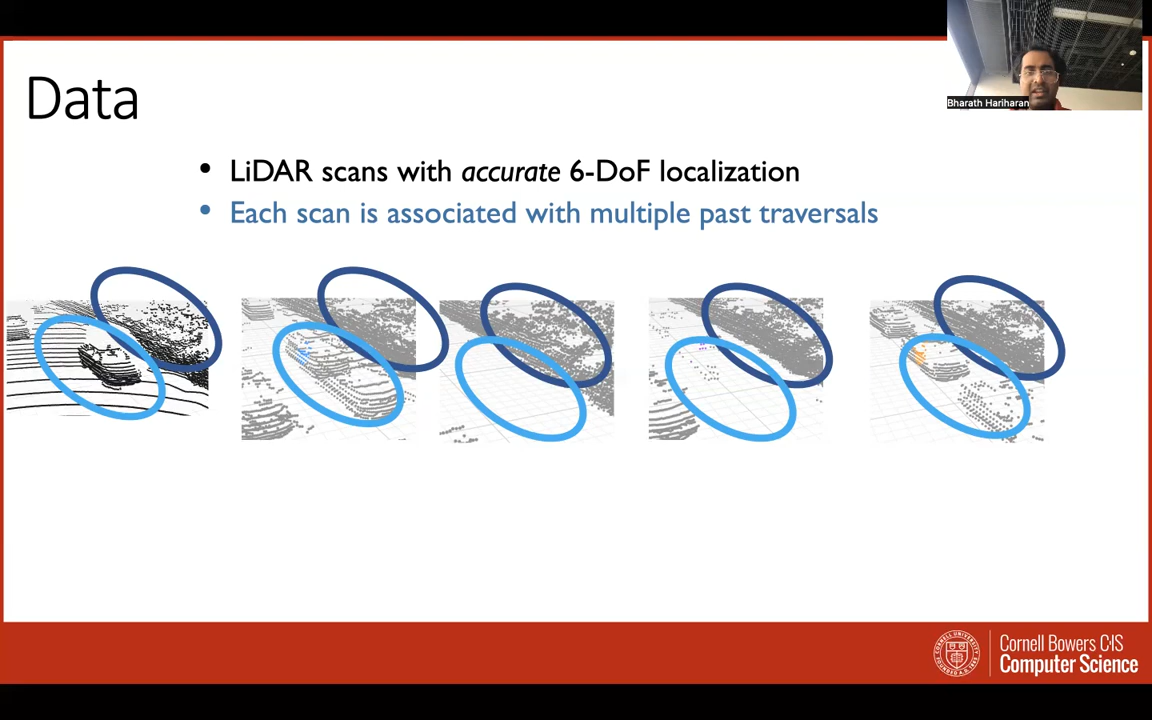 Bharath Hariharan
Data
• LiDAR scans with accurate 6-DoF localization
• Each scan is associated with multiple past traversals
Cornell Bowers C·IS
Computer Science